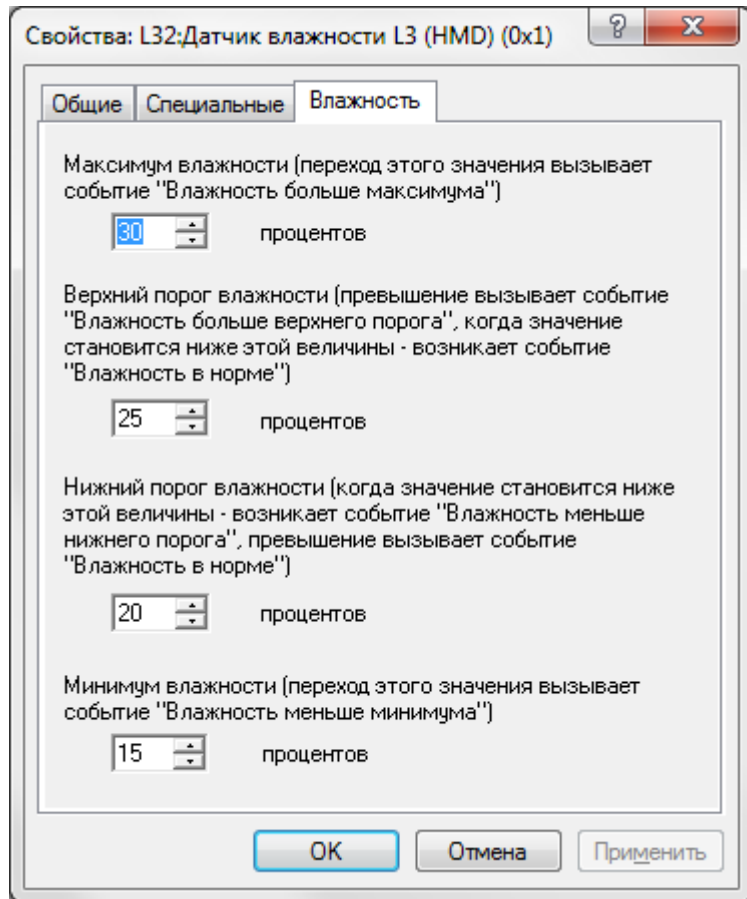 Свойства: L32:Датчик влажности L3 (HMD) (0x1)
Общие Специальные Влажность
Максимум влажности (переход этого значения вызывает
событие "Влажность больше максимума")
30 процентов
Верхний порог влажности (превышение вызывает событие
"Влажность больше верхнего порога", когда значение
становится ниже этой величины - возникает событие
"Влажность в норме")
25 процентов
Нижний порог влажности (когда значение становится ниже
этой величины - возникает событие "Влажность меньше
нижнего порога", превышение вызывает событие
"Влажность в норме")
20 процентов
Минимум влажности (переход этого значения вызывает
событие "Влажность меньше минимума")
15 процентов
OK Отмена Применить